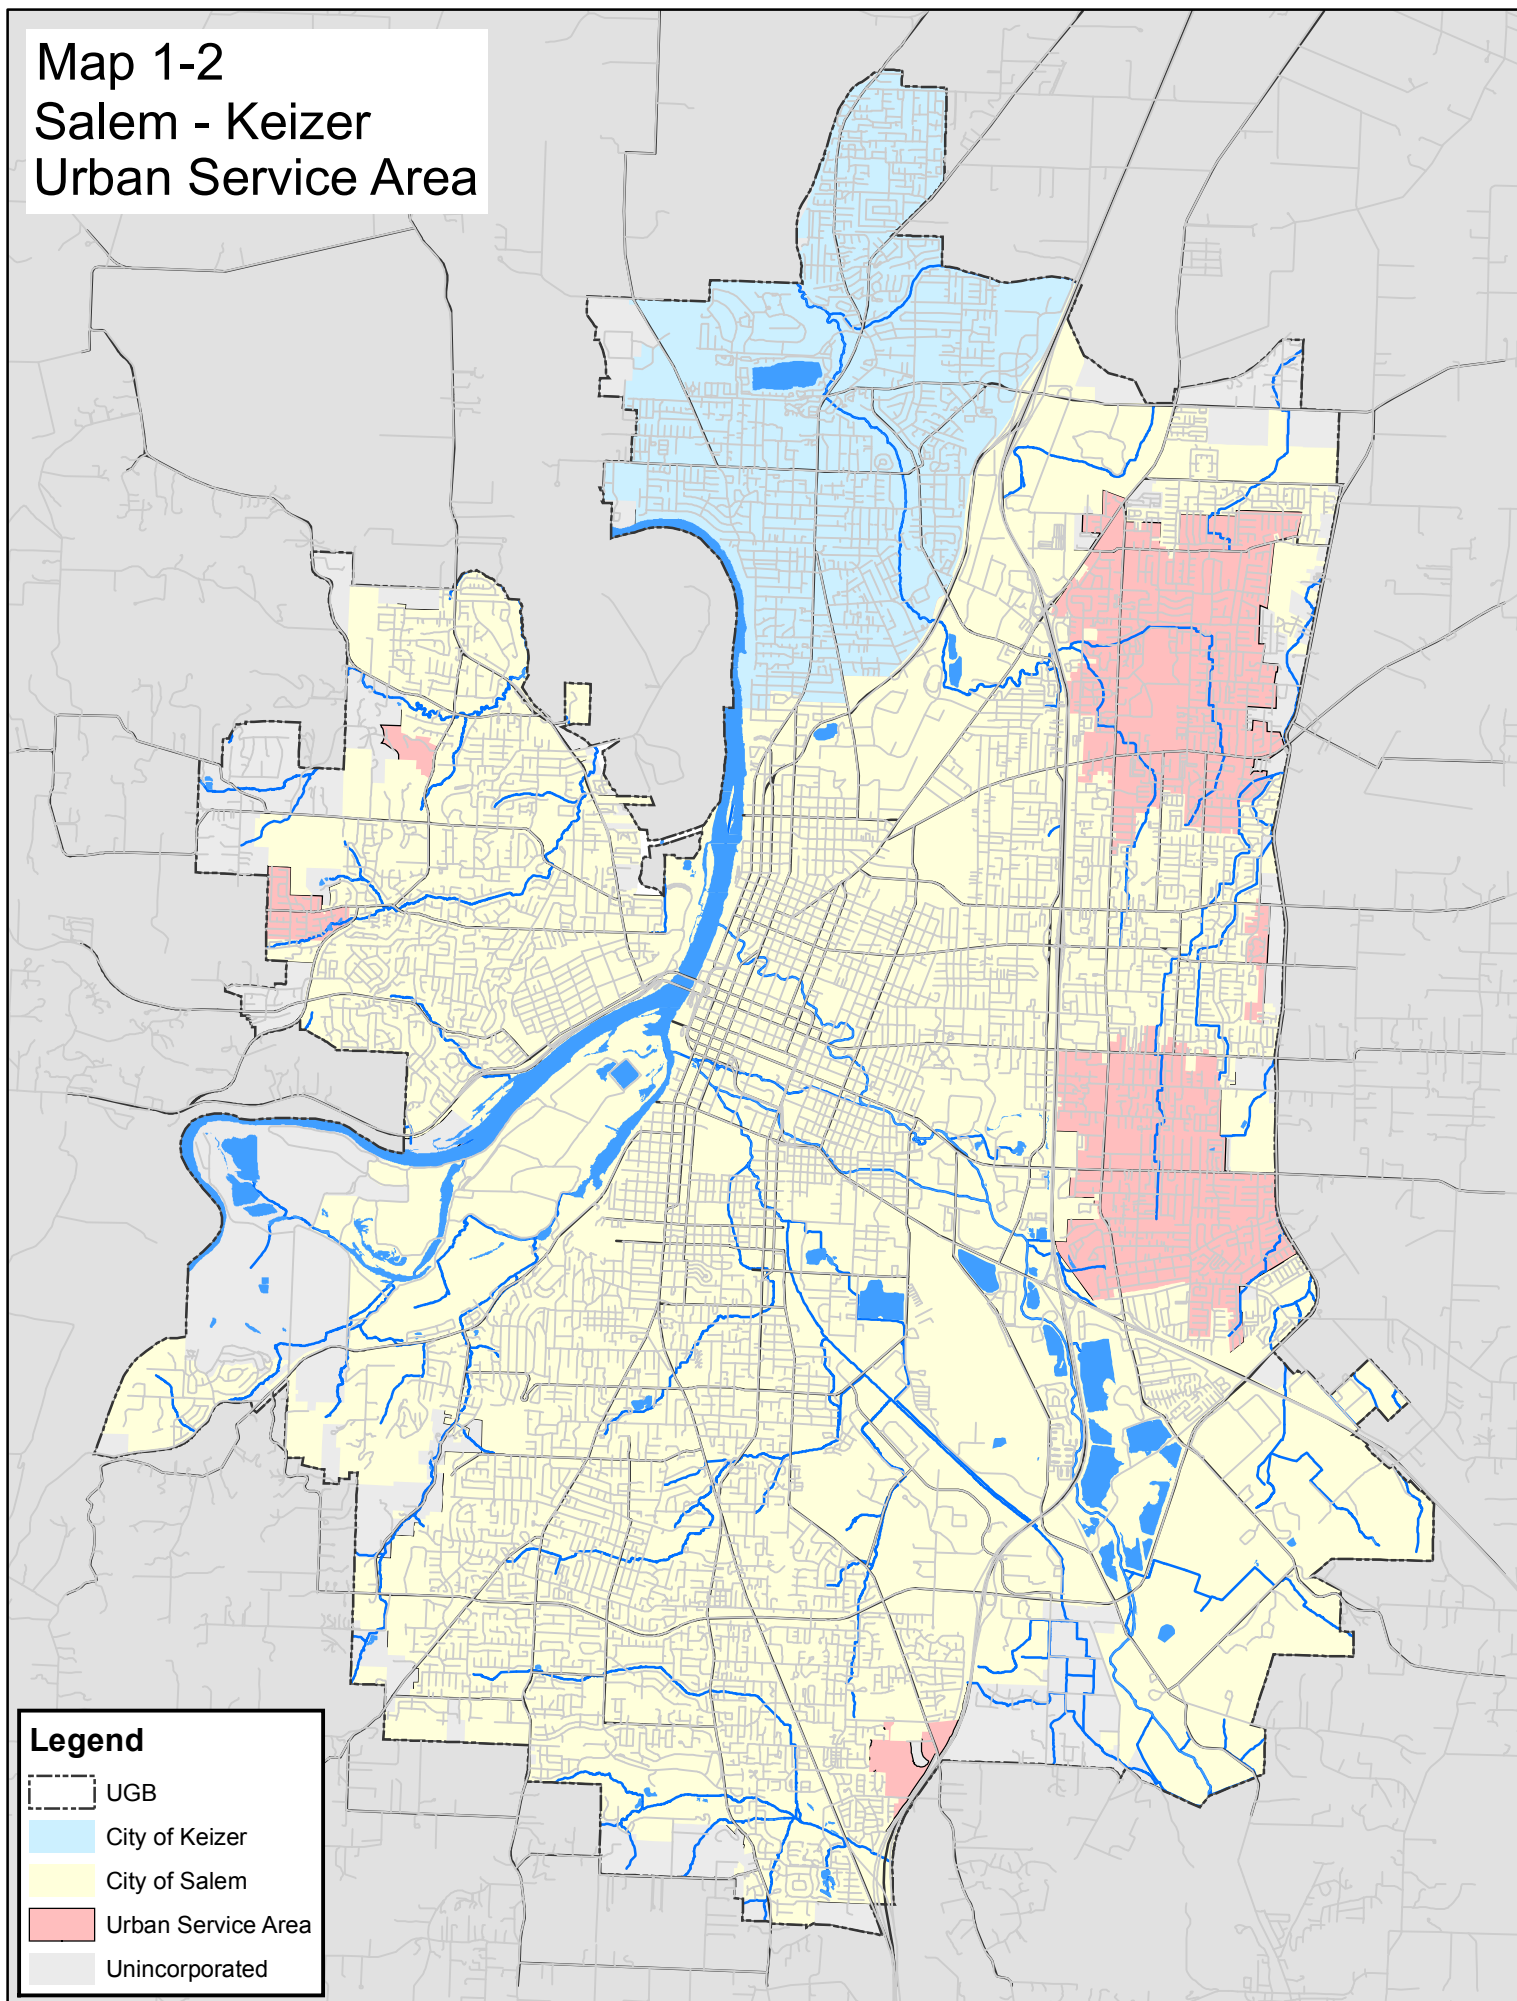 Map 1-2
Salem - Keizer
Urban Service Area
Legend
UGB
City of Keizer
City of Salem
Urban Service Area
Unincorporated